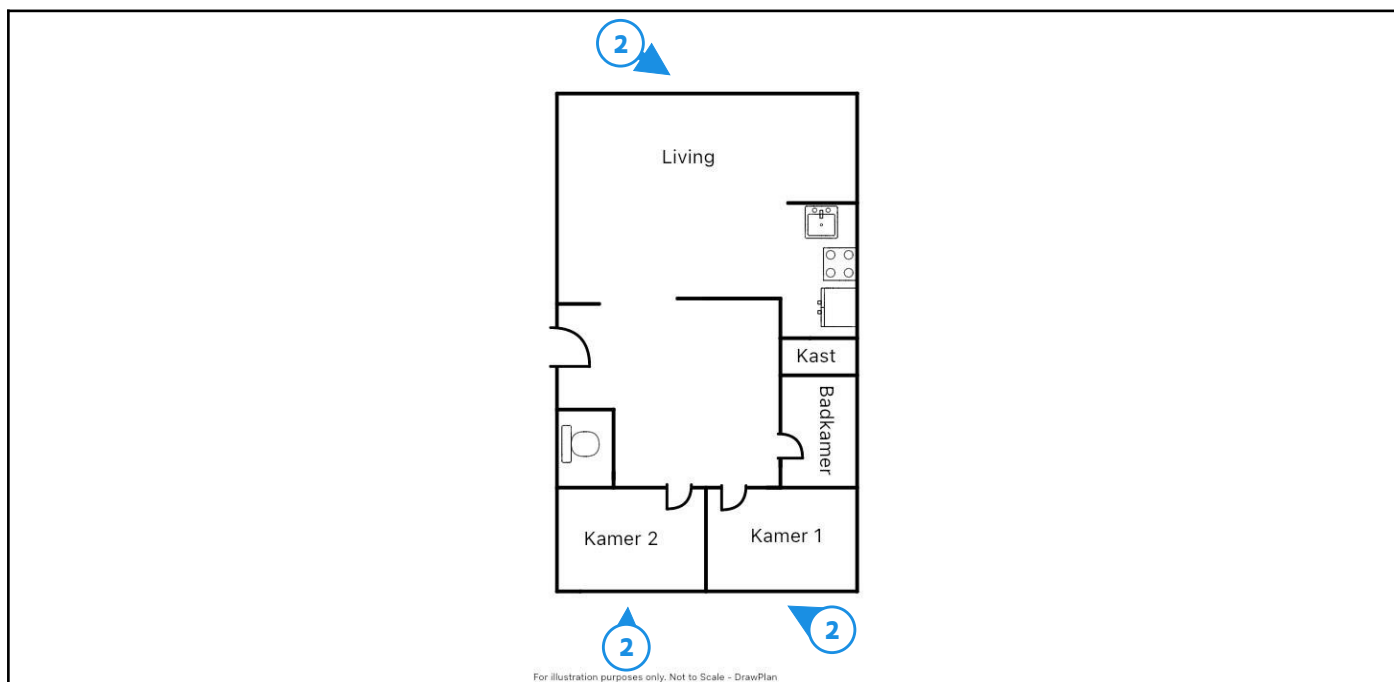 2
Living
Kast
Badkamer
Kamer 2
Kamer 1
2
2
For illustration purposes only. Not to Scale - DrawPlan